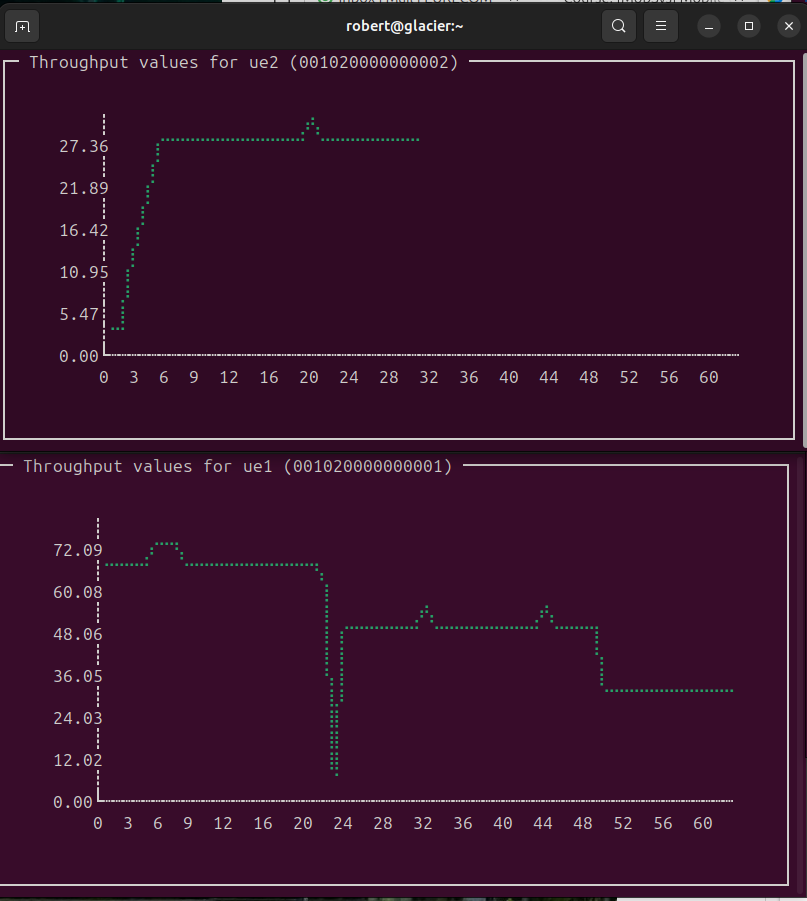 robert@glacier:~
Throughput values for ue2 (001020000000002)
27.36
21.89
16.42
10.95
5.47
0.00
0 3 6 9 12 16 20 24 28 32 36 40 44 48 52 56 60
Throughput values for ue1 (001020000000001)
72.09
60.08
48.06
36.05
24.03
12.02
0.00
0 3 6 9 12 16 20 24 28 32 36 40 44 48 52 56 60